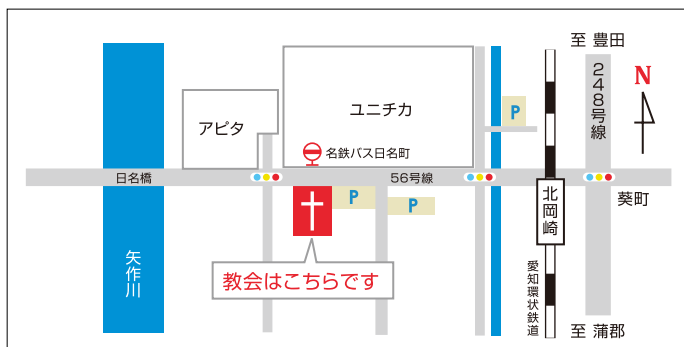 至 豊田
248号線
N
ユニチカ
アピタ
P
名鉄バス日名町
日名橋
56号線
葵町
北岡崎
P
P
矢作川
教会はこちらです
愛知環状鉄道
至 蒲郡